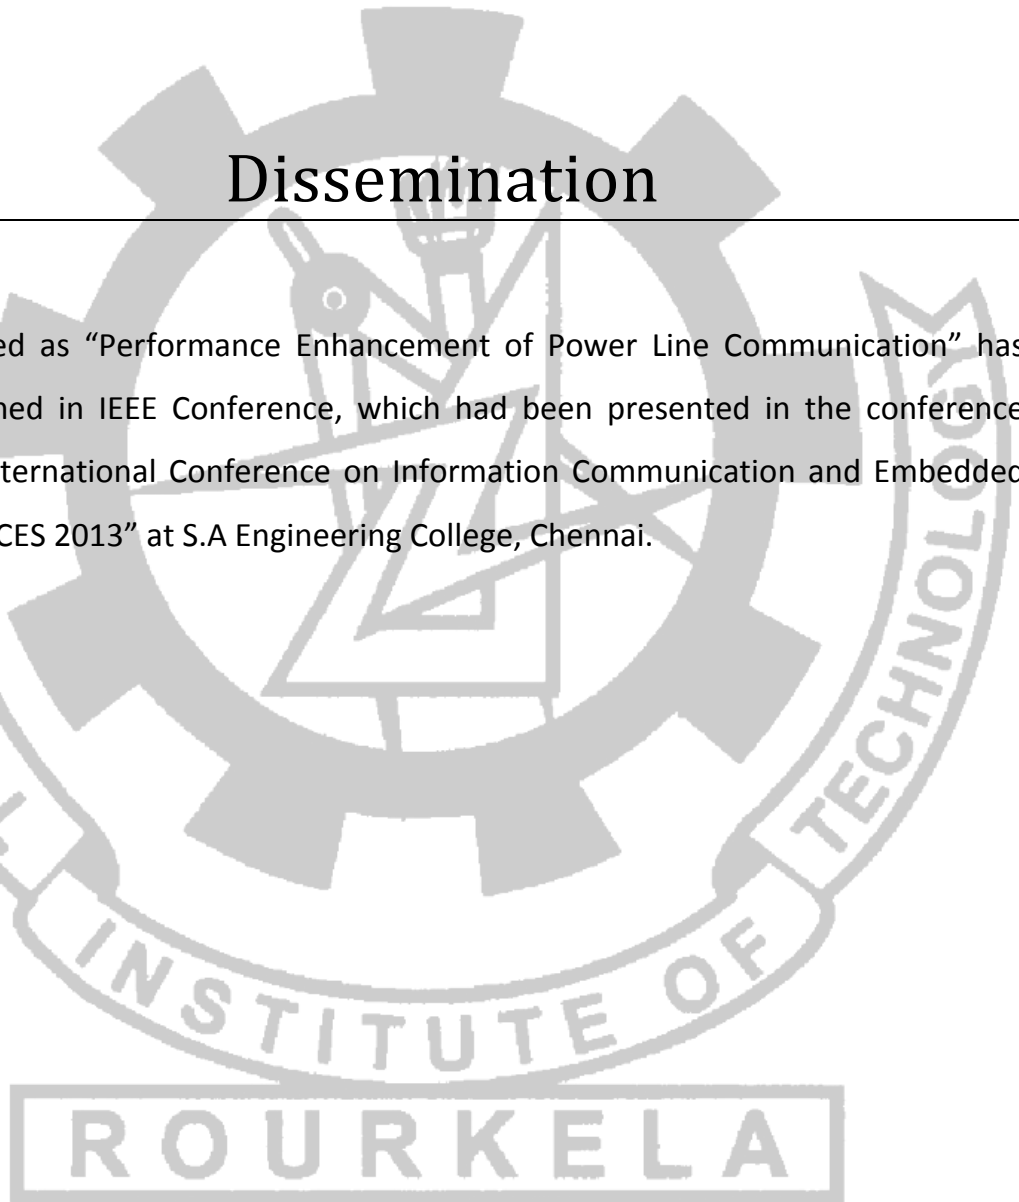 Dissemination
ed as “Performance Enhancement of Power Line Communication” has
ned in IEEE Conference, which had been presented in the conference
ternational Conference on Information Communication and Embedded
CES 2013” at S.A Engineering College, Chennai.
INSTITUTE OF TECHNOLOGY
ROURKELA